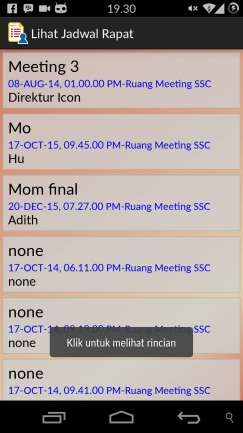 19.30
Lihat Jadwal Rapat
Meeting 3
08-AUG-14, 01.00.00 PM-Ruang Meeting SSC
Direktur Icon
Mo
17-OCT-15, 09.45.00 PM-Ruang Meeting SSC
Hu
Mom final
20-DEC-15, 07.27.00 PM-Ruang Meeting SSC
Adith
none
17-OCT-14, 06.11.00 PM-Ruang Meeting SSC
none
none
17-OCT-14, 09.19.00 PM-Ruang Meeting SSC
none
Klik untuk melihat rincian
none
17-OCT-14, 09.41.00 PM-Ruang Meeting SSC